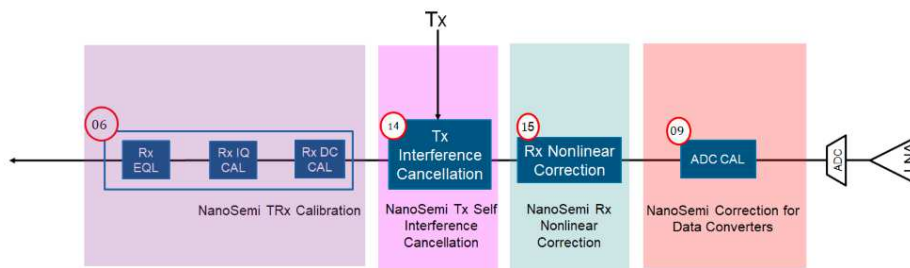 Tx
06
Rx
EQL
Rx IQ
CAL
Rx DC
CAL
NanoSemi TRx Calibration
14
Tx
Interference
Cancellation
NanoSemi Tx Self
Interference
Cancellation
15
Rx Nonlinear
Correction
NanoSemi Rx
Nonlinear
Correction
09
ADC CAL
NanoSemi Correction for
Data Converters
ADC
LNA